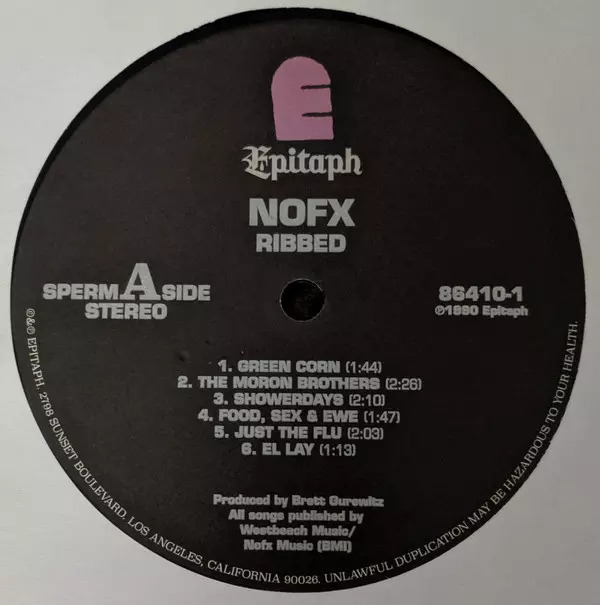 E
Epitaph
NOFX
RIBBED
SPERM A SIDE
STEREO
86410-1
℗1990 Epitaph
1. GREEN CORN (1:44)
2. THE MORON BROTHERS (2:26)
3. SHOWERDAYS (2:10)
4. FOOD, SEX & EWE (1:47)
5. JUST THE FLU (2:03)
6. EL LAY (1:13)
Produced by Brett Gurewitz
All songs published by
Westbeach Music/
Nofx Music (BMI)
℗&© EPITAPH. 2798 SUNSET BOULEVARD. LOS ANGELES, CALIFORNIA 90026. UNLAWFUL DUPLICATION MAY BE HAZARDOUS TO YOUR HEALTH.